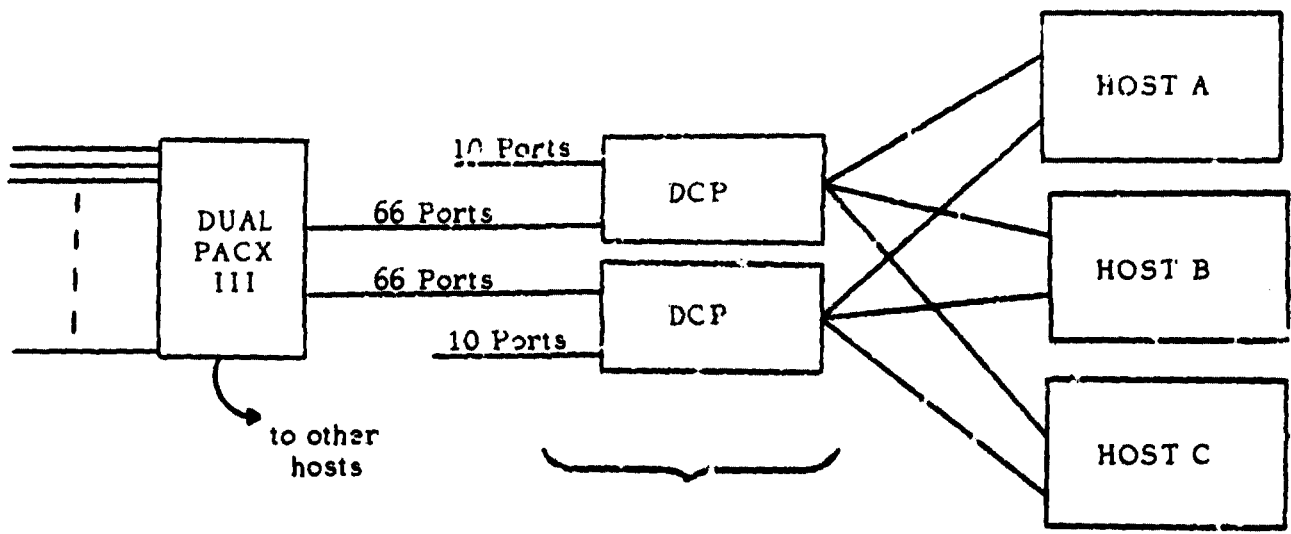 HOST A
10 Ports
DCP
DUAL
PACX
III
66 Ports
66 Ports
HOST B
DCP
10 Ports
to other
hosts
HOST C